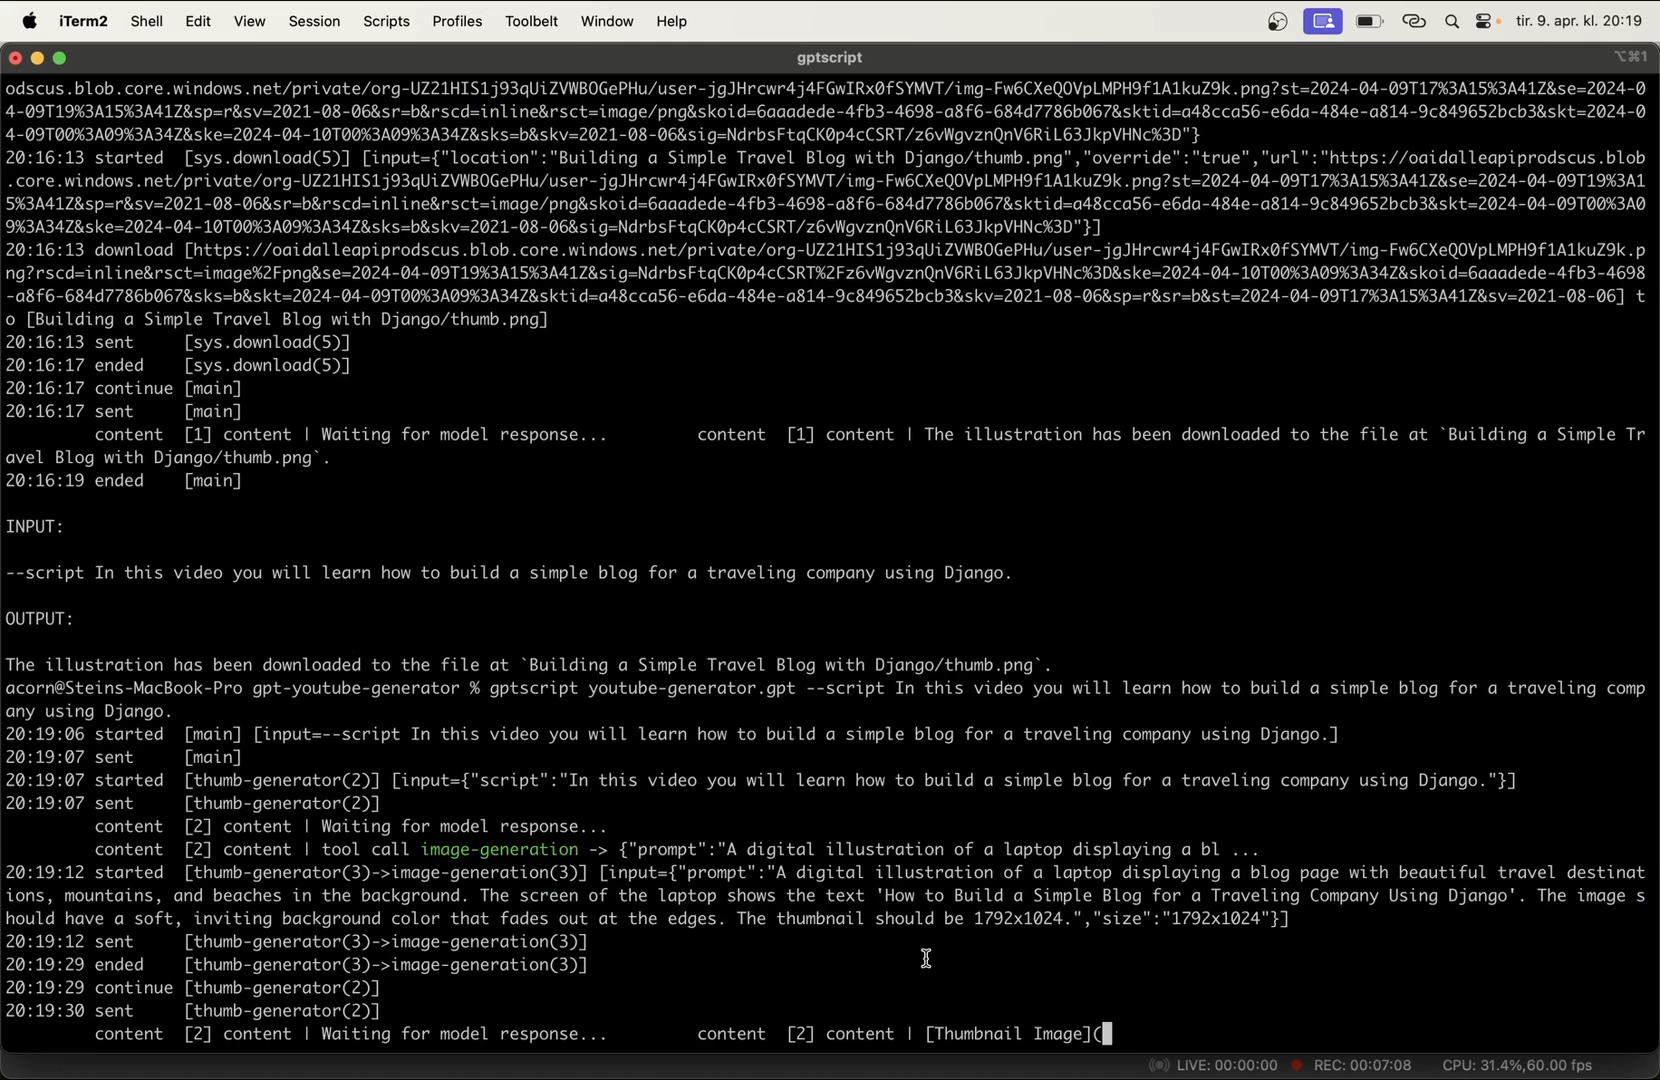 iTerm2 Shell Edit View Session Scripts Profiles Toolbelt Window Help tir. 9. apr. kl. 20:19
gptscript ⌥⌘1
odscus.blob.core.windows.net/private/org-UZ21HIS1j93qUiZVWBOGePHu/user-jgJHrcwr4j4FGwIRx0fSYMVT/img-Fw6CXeQOVpLMPH9f1A1kuZ9k.png?st=2024-04-09T17%3A15%3A41Z&se=2024-0
4-09T19%3A15%3A41Z&sp=r&sv=2021-08-06&sr=b&rscd=inline&rsct=image/png&skoid=6aaadede-4fb3-4698-a8f6-684d7786b067&sktid=a48cca56-e6da-484e-a814-9c849652bcb3&skt=2024-0
4-09T00%3A09%3A34Z&ske=2024-04-10T00%3A09%3A34Z&sks=b&skv=2021-08-06&sig=NdrbsFtqCK0p4cCSRT/z6vWgvznQnV6RiL63JkpVHNc%3D"}
20:16:13 started [sys.download(5)] [input={"location":"Building a Simple Travel Blog with Django/thumb.png","override":"true","url":"https://oaidalleapiprodscus.blob
.core.windows.net/private/org-UZ21HIS1j93qUiZVWBOGePHu/user-jgJHrcwr4j4FGwIRx0fSYMVT/img-Fw6CXeQOVpLMPH9f1A1kuZ9k.png?st=2024-04-09T17%3A15%3A41Z&se=2024-04-09T19%3A1
5%3A41Z&sp=r&sv=2021-08-06&sr=b&rscd=inline&rsct=image/png&skoid=6aaadede-4fb3-4698-a8f6-684d7786b067&sktid=a48cca56-e6da-484e-a814-9c849652bcb3&skt=2024-04-09T00%3A0
9%3A34Z&ske=2024-04-10T00%3A09%3A34Z&sks=b&skv=2021-08-06&sig=NdrbsFtqCK0p4cCSRT/z6vWgvznQnV6RiL63JkpVHNc%3D"}]
20:16:13 download [https://oaidalleapiprodscus.blob.core.windows.net/private/org-UZ21HIS1j93qUiZVWBOGePHu/user-jgJHrcwr4j4FGwIRx0fSYMVT/img-Fw6CXeQOVpLMPH9f1A1kuZ9k.p
ng?rscd=inline&rsct=image%2Fpng&se=2024-04-09T19%3A15%3A41Z&sig=NdrbsFtqCK0p4cCSRT%2Fz6vWgvznQnV6RiL63JkpVHNc%3D&ske=2024-04-10T00%3A09%3A34Z&skoid=6aaadede-4fb3-4698
-a8f6-684d7786b067&sks=b&skt=2024-04-09T00%3A09%3A34Z&sktid=a48cca56-e6da-484e-a814-9c849652bcb3&skv=2021-08-06&sp=r&sr=b&st=2024-04-09T17%3A15%3A41Z&sv=2021-08-06] t
o [Building a Simple Travel Blog with Django/thumb.png]
20:16:13 sent [sys.download(5)]
20:16:17 ended [sys.download(5)]
20:16:17 continue [main]
20:16:17 sent [main]
content [1] content | Waiting for model response... content [1] content | The illustration has been downloaded to the file at `Building a Simple Tr
avel Blog with Django/thumb.png`.
20:16:19 ended [main]
INPUT:
--script In this video you will learn how to build a simple blog for a traveling company using Django.
OUTPUT:
The illustration has been downloaded to the file at `Building a Simple Travel Blog with Django/thumb.png`.
acorn@Steins-MacBook-Pro gpt-youtube-generator % gptscript youtube-generator.gpt --script In this video you will learn how to build a simple blog for a traveling comp
any using Django.
20:19:06 started [main] [input=--script In this video you will learn how to build a simple blog for a traveling company using Django.]
20:19:07 sent [main]
20:19:07 started [thumb-generator(2)] [input={"script":"In this video you will learn how to build a simple blog for a traveling company using Django."}]
20:19:07 sent [thumb-generator(2)]
content [2] content | Waiting for model response...
content [2] content | tool call image-generation -> {"prompt":"A digital illustration of a laptop displaying a bl ...
20:19:12 started [thumb-generator(3)->image-generation(3)] [input={"prompt":"A digital illustration of a laptop displaying a blog page with beautiful travel destinat
ions, mountains, and beaches in the background. The screen of the laptop shows the text 'How to Build a Simple Blog for a Traveling Company Using Django'. The image s
hould have a soft, inviting background color that fades out at the edges. The thumbnail should be 1792x1024.","size":"1792x1024"}]
20:19:12 sent [thumb-generator(3)->image-generation(3)]
20:19:29 ended [thumb-generator(3)->image-generation(3)]
20:19:29 continue [thumb-generator(2)]
20:19:30 sent [thumb-generator(2)]
content [2] content | Waiting for model response... content [2] content | [Thumbnail Image](
LIVE: 00:00:00 REC: 00:07:08 CPU: 31.4%,60.00 fps